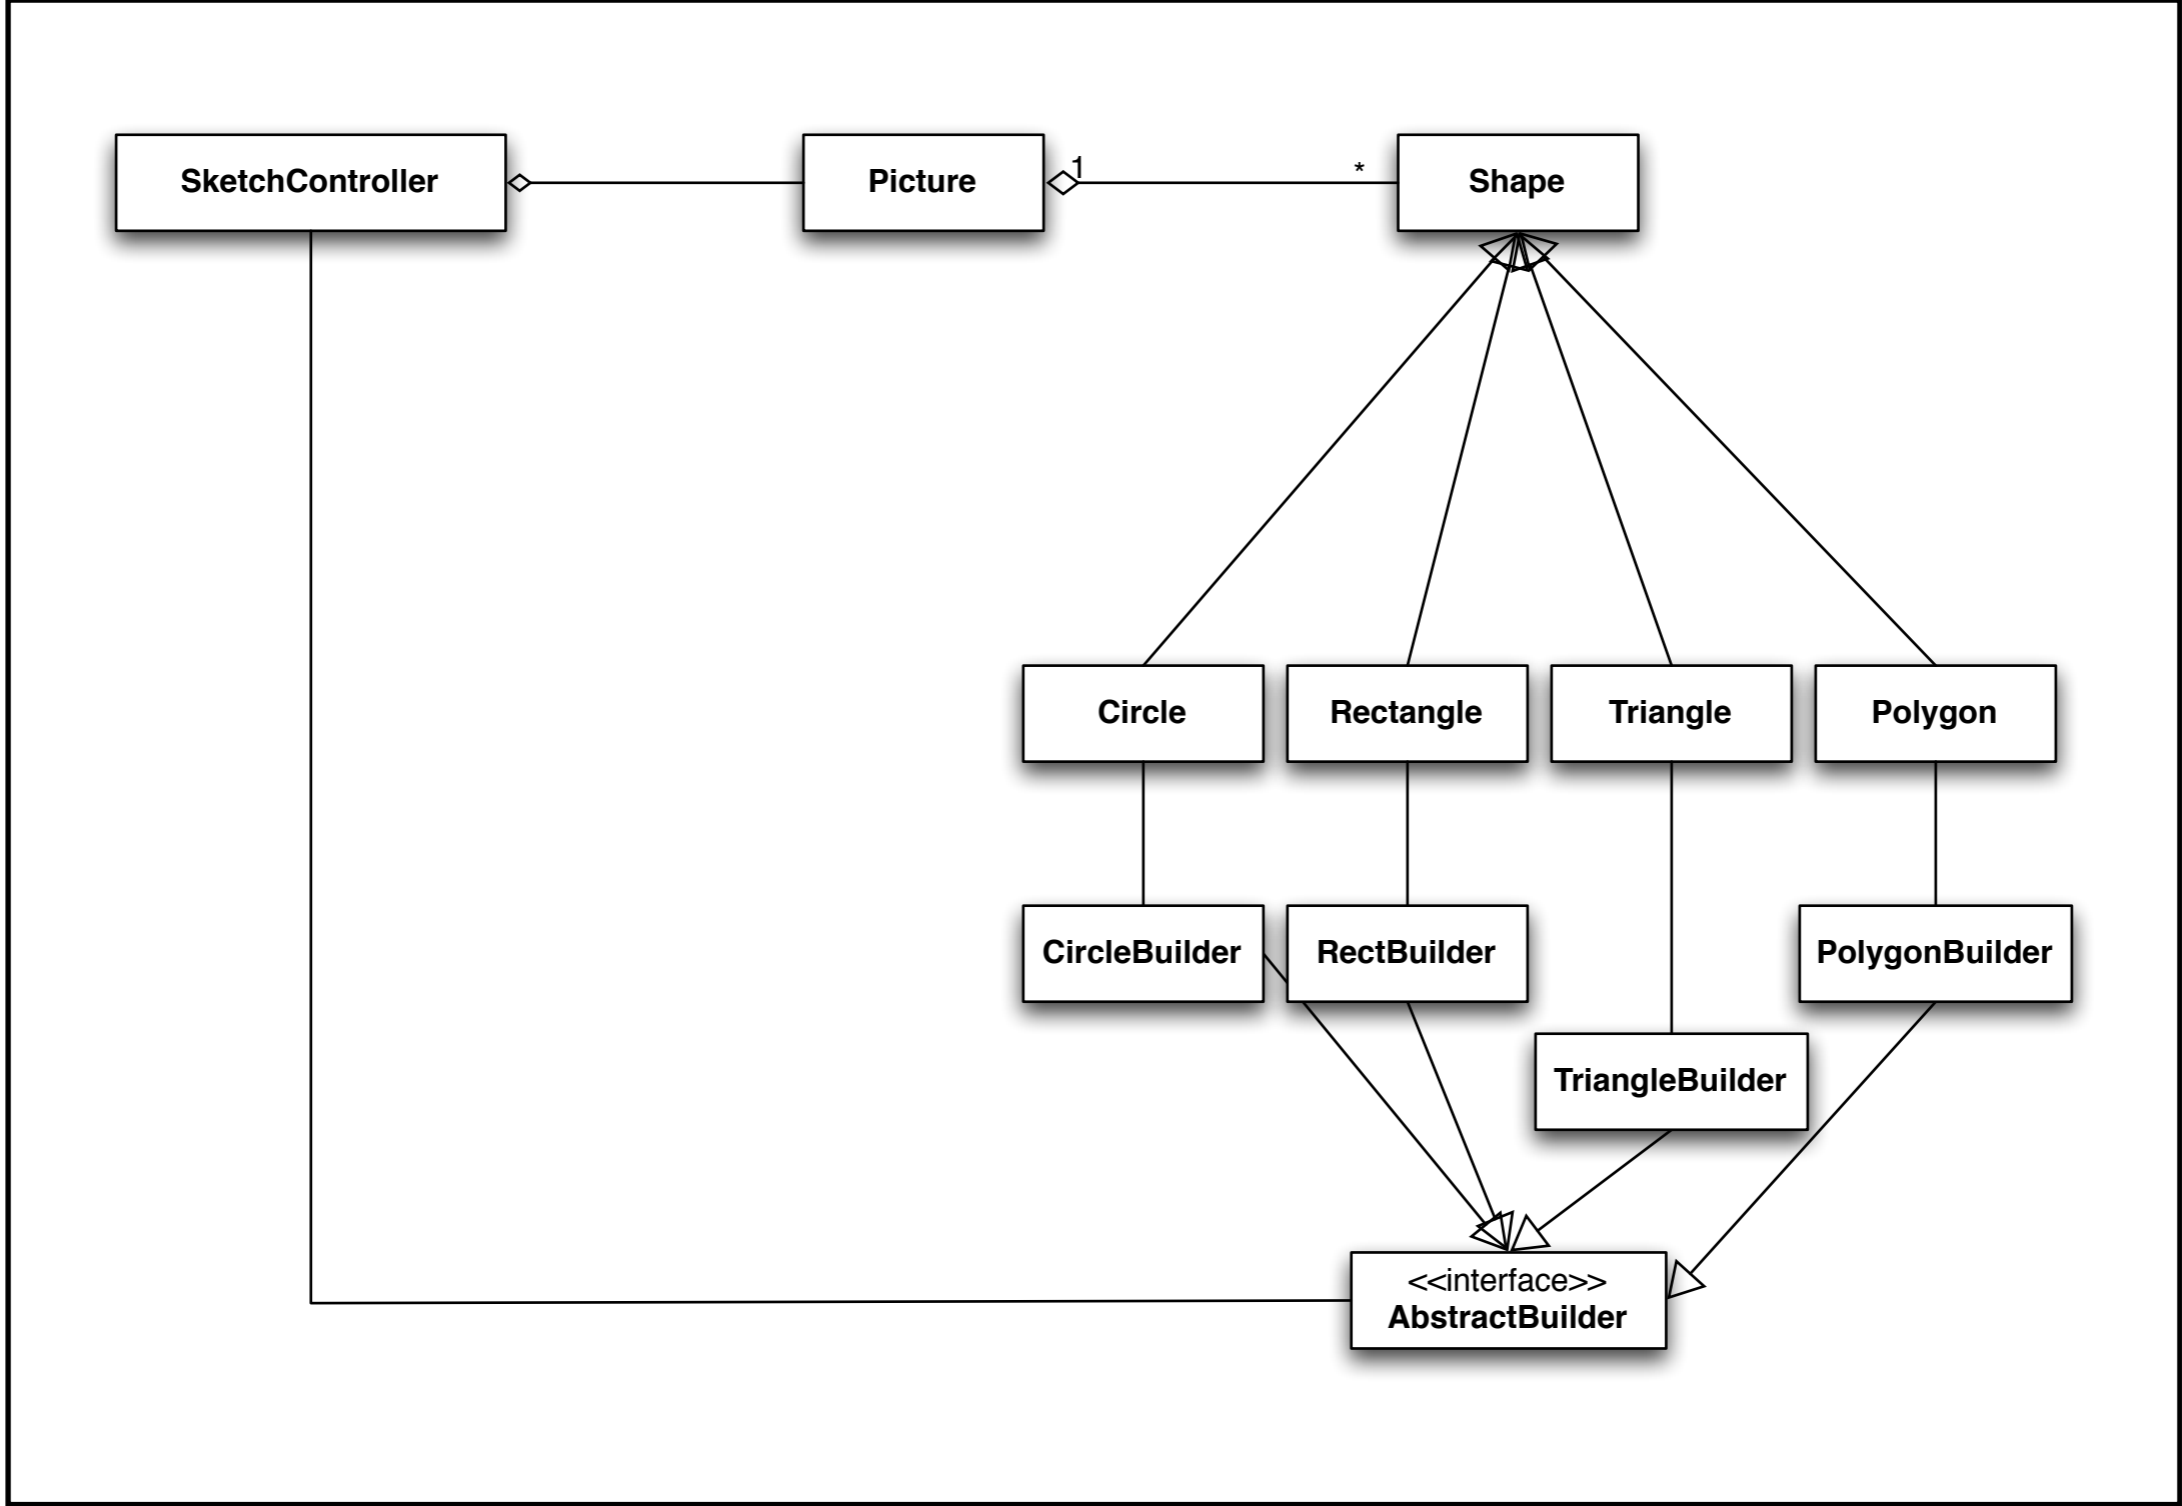 SketchController
Picture
1
*
Shape
Circle
Rectangle
Triangle
Polygon
CircleBuilder
RectBuilder
PolygonBuilder
TriangleBuilder
<<interface>>
AbstractBuilder